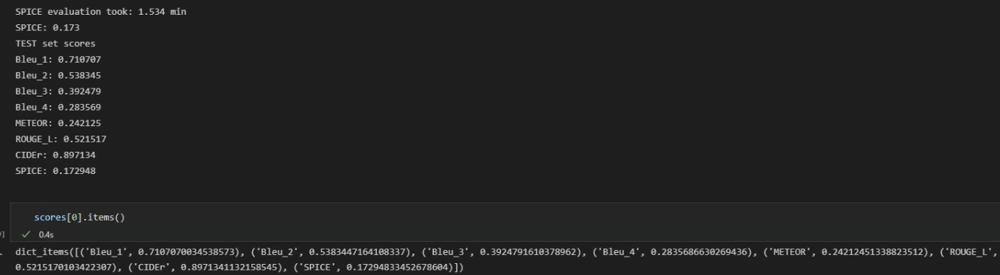 SPICE evaluation took: 1.534 min
SPICE: 0.173
TEST set scores
Bleu_1: 0.710707
Bleu_2: 0.538345
Bleu_3: 0.392479
Bleu_4: 0.283569
METEOR: 0.242125
ROUGE_L: 0.521517
CIDEr: 0.897134
SPICE: 0.172948
scores[0].items()
] ✓ 0.4s
dict_items([('Bleu_1', 0.7107070034538573), ('Bleu_2', 0.5383447164108337), ('Bleu_3', 0.3924791610378962), ('Bleu_4', 0.2835686630269436), ('METEOR', 0.24212451338823512), ('ROUGE_L',
0.5215170103422307), ('CIDEr', 0.8971341132158545), ('SPICE', 0.17294833452678604)])